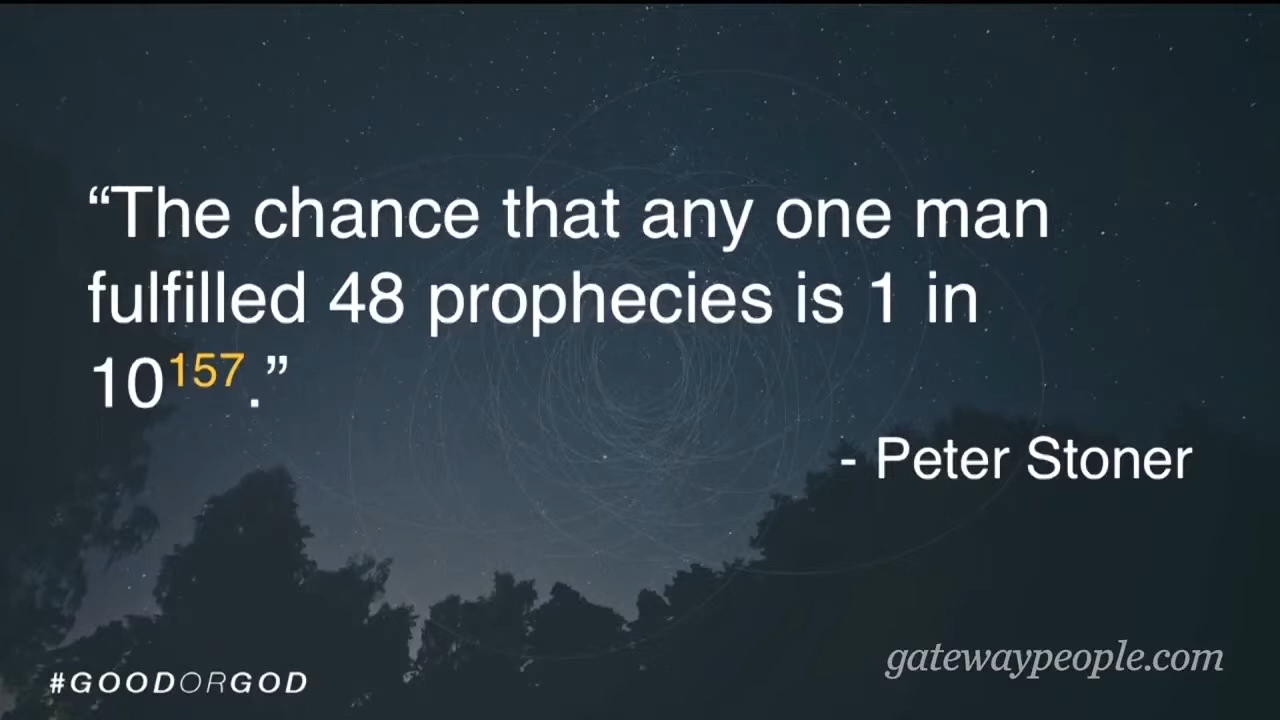 “The chance that any one man
fulfilled 48 prophecies is 1 in
10¹⁵⁷.”
- Peter Stoner
gatewaypeople.com
#GOODORGOD